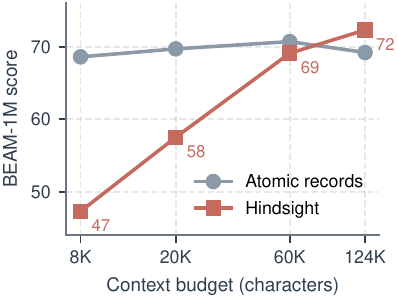 BEAM-1M score
70
60
50
72
69
58
47
Atomic records
Hindsight
8K 20K 60K 124K
Context budget (characters)